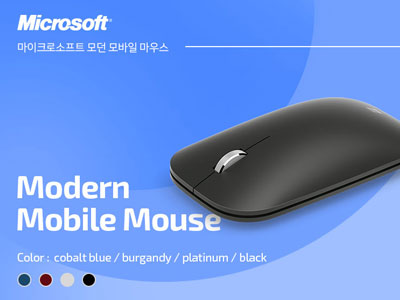 Microsoft®
마이크로소프트 모던 모바일 마우스
Modern
Mobile Mouse
Color : cobalt blue / burgandy / platinum / black